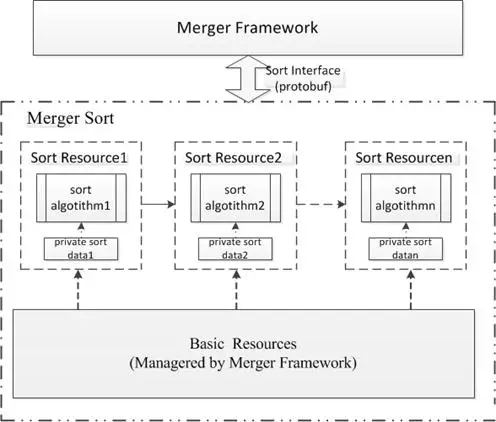 Merger Framework
Sort Interface
(protobuf)
Merger Sort
Sort Resource1
sort
algotithm1
private sort
data1
Sort Resource2
sort
algotithm2
private sort
data2
Sort Resourcen
sort
algotithmn
private sort
datan
Basic Resources
(Managered by Merger Framework)